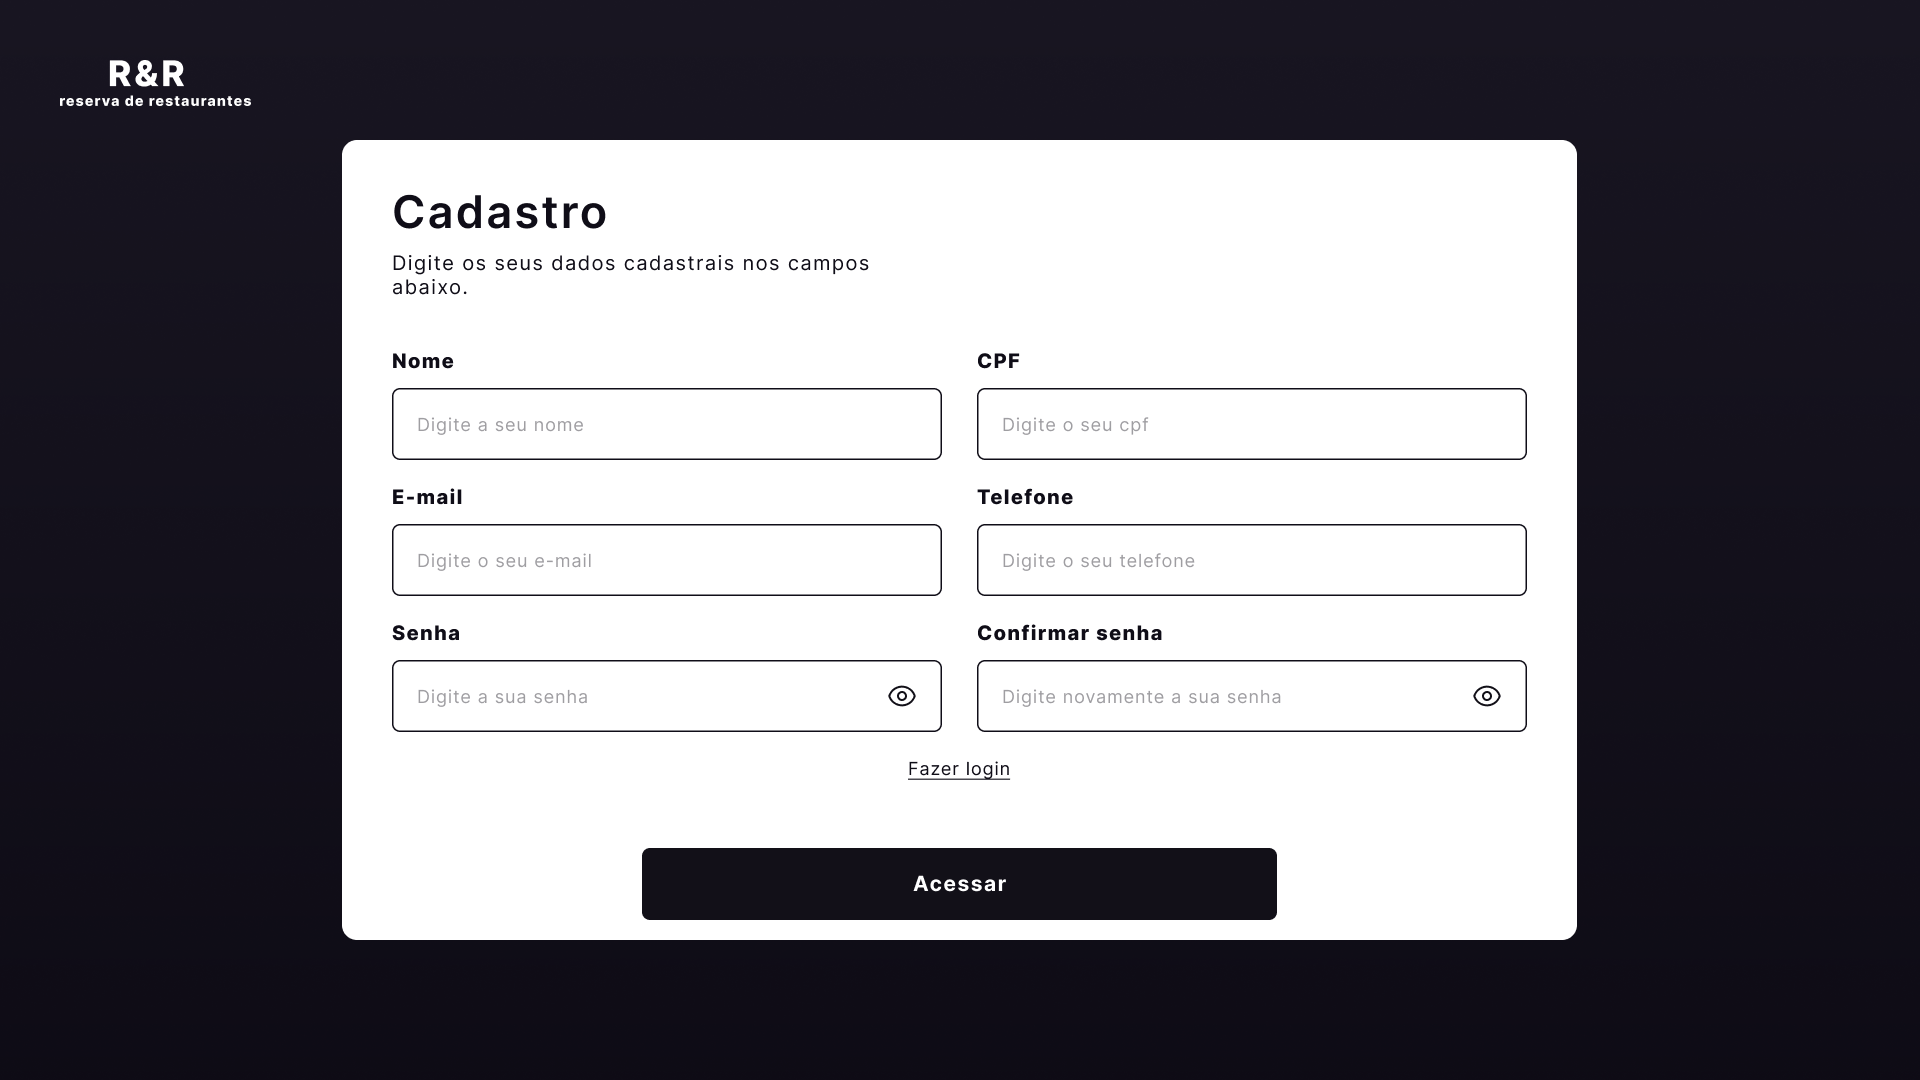 R&R
reserva de restaurantes
Cadastro
Digite os seus dados cadastrais nos campos
abaixo.
Nome
CPF
Digite a seu nome
Digite o seu cpf
E-mail
Telefone
Digite o seu e-mail
Digite o seu telefone
Senha
Confirmar senha
Digite a sua senha
Digite novamente a sua senha
Fazer login
Acessar